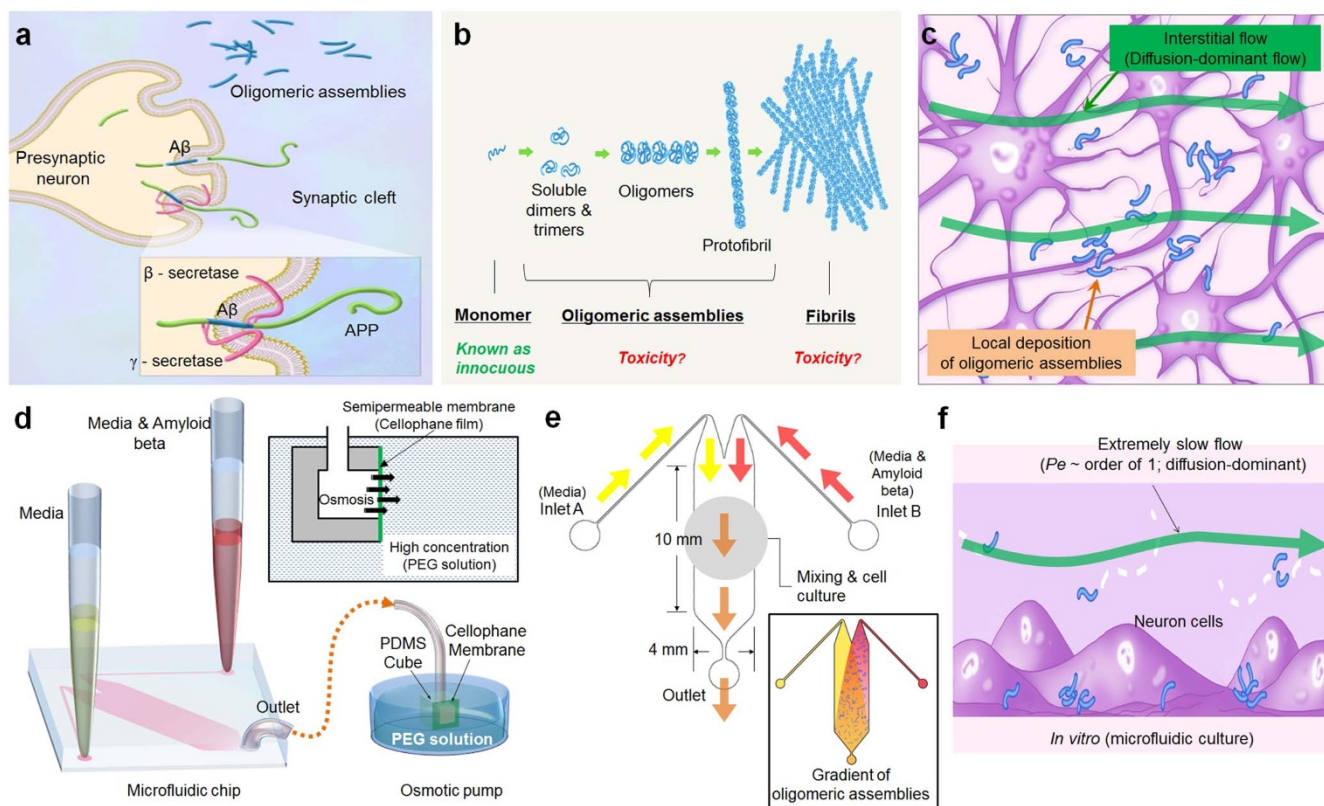 a
Oligomeric assemblies
Aβ
Presynaptic
neuron
Synaptic cleft
β - secretase
Aβ
APP
γ - secretase
b
Soluble
dimers &
trimers
Oligomers
Protofibril
Monomer
Oligomeric assemblies
Fibrils
Known as
innocuous
Toxicity?
Toxicity?
c
Interstitial flow
(Diffusion-dominant flow)
Local deposition
of oligomeric assemblies
d
Media & Amyloid
beta
Media
Semipermeable membrane
(Cellophane film)
Osmosis
High concentration
(PEG solution)
PDMS
Cube
Cellophane
Membrane
Outlet
PEG solution
Microfluidic chip
Osmotic pump
e
(Media)
Inlet A
(Media &
Amyloid
beta)
Inlet B
10 mm
Mixing & cell
culture
4 mm
Outlet
Gradient of
oligomeric assemblies
f
Extremely slow flow
(Pe ~ order of 1; diffusion-dominant)
Neuron cells
In vitro (microfluidic culture)